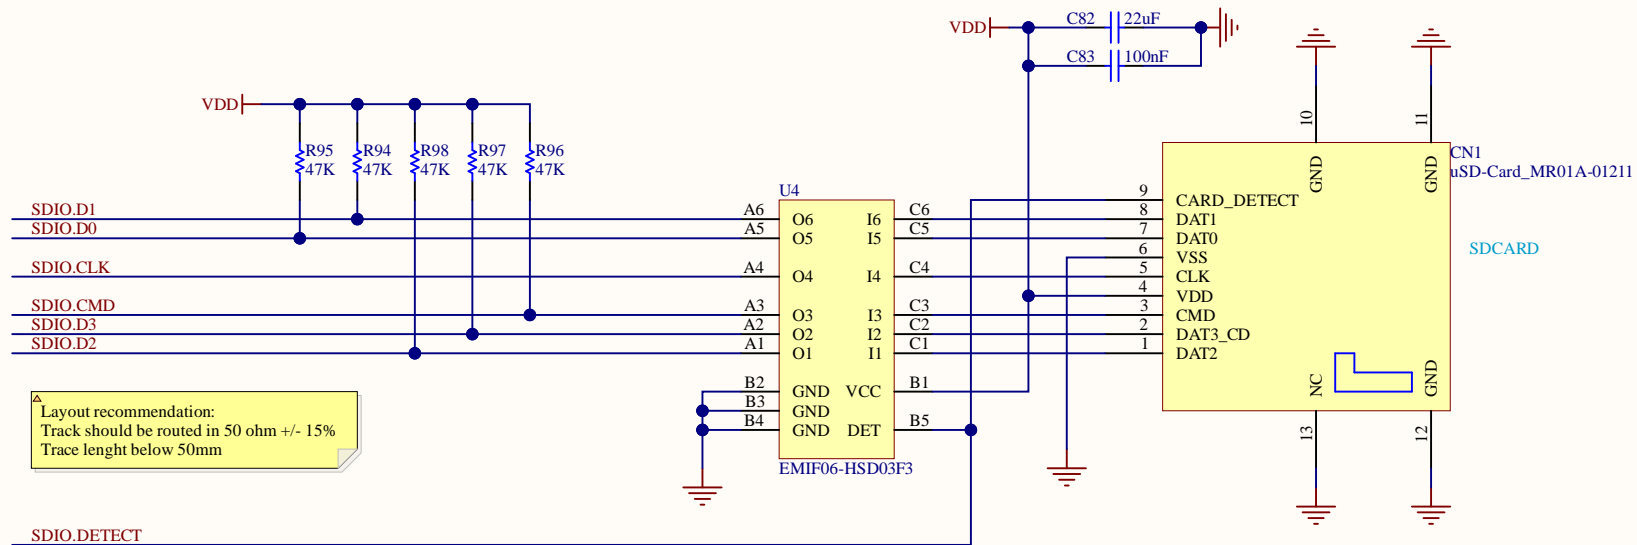 VDD
C82 22uF
C83 100nF
VDD
R95 47K
R94 47K
R98 47K
R97 47K
R96 47K
10
11
GND
GND
CN1
uSD-Card_MR01A-01211
SDCARD
U4
SDIO.D1
SDIO.D0
SDIO.CLK
SDIO.CMD
SDIO.D3
SDIO.D2
A6 O6 I6 C6
A5 O5 I5 C5
A4 O4 I4 C4
A3 O3 I3 C3
A2 O2 I2 C2
A1 O1 I1 C1
B2 GND VCC B1
B3 GND
B4 GND DET B5
EMIF06-HSD03F3
9 CARD_DETECT
8 DAT1
7 DAT0
6 VSS
5 CLK
4 VDD
3 CMD
2 DAT3_CD
1 DAT2
NC
GND
13
12
Layout recommendation:
Track should be routed in 50 ohm +/- 15%
Trace lenght below 50mm
SDIO.DETECT